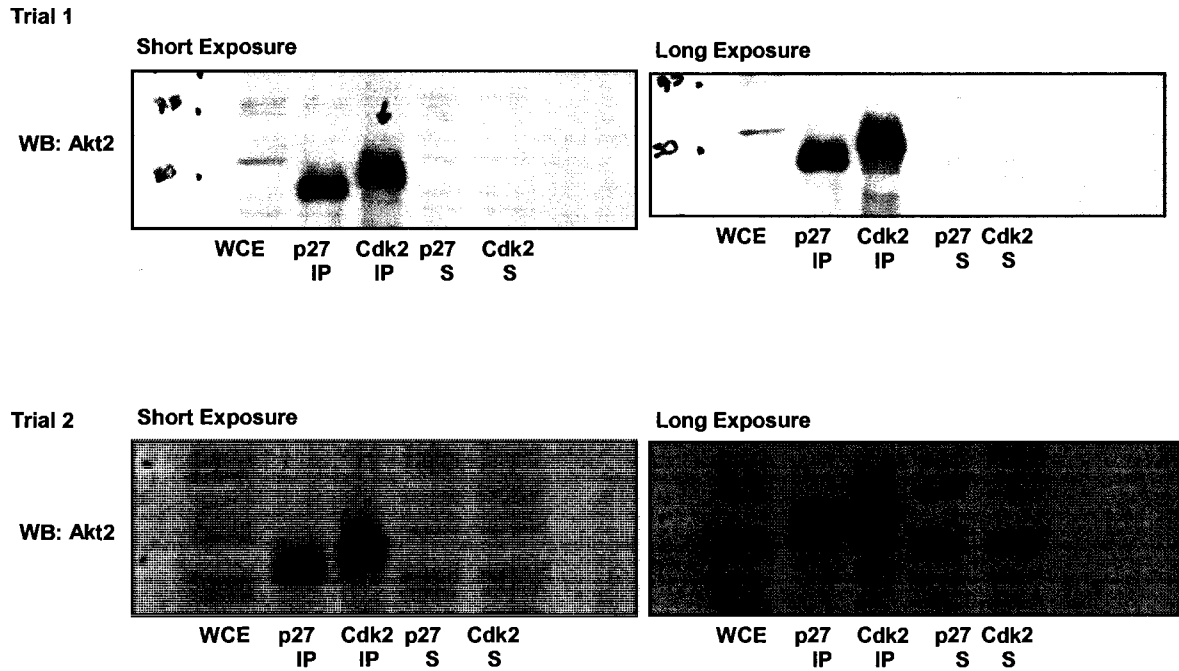 Trial 1
Short Exposure
Long Exposure
WB: Akt2
50
WCE p27 IP Cdk2 IP p27 S Cdk2 S
WCE p27 IP Cdk2 IP p27 S Cdk2 S
Trial 2
Short Exposure
Long Exposure
WB: Akt2
WCE p27 IP Cdk2 IP p27 S Cdk2 S
WCE p27 IP Cdk2 IP p27 S Cdk2 S